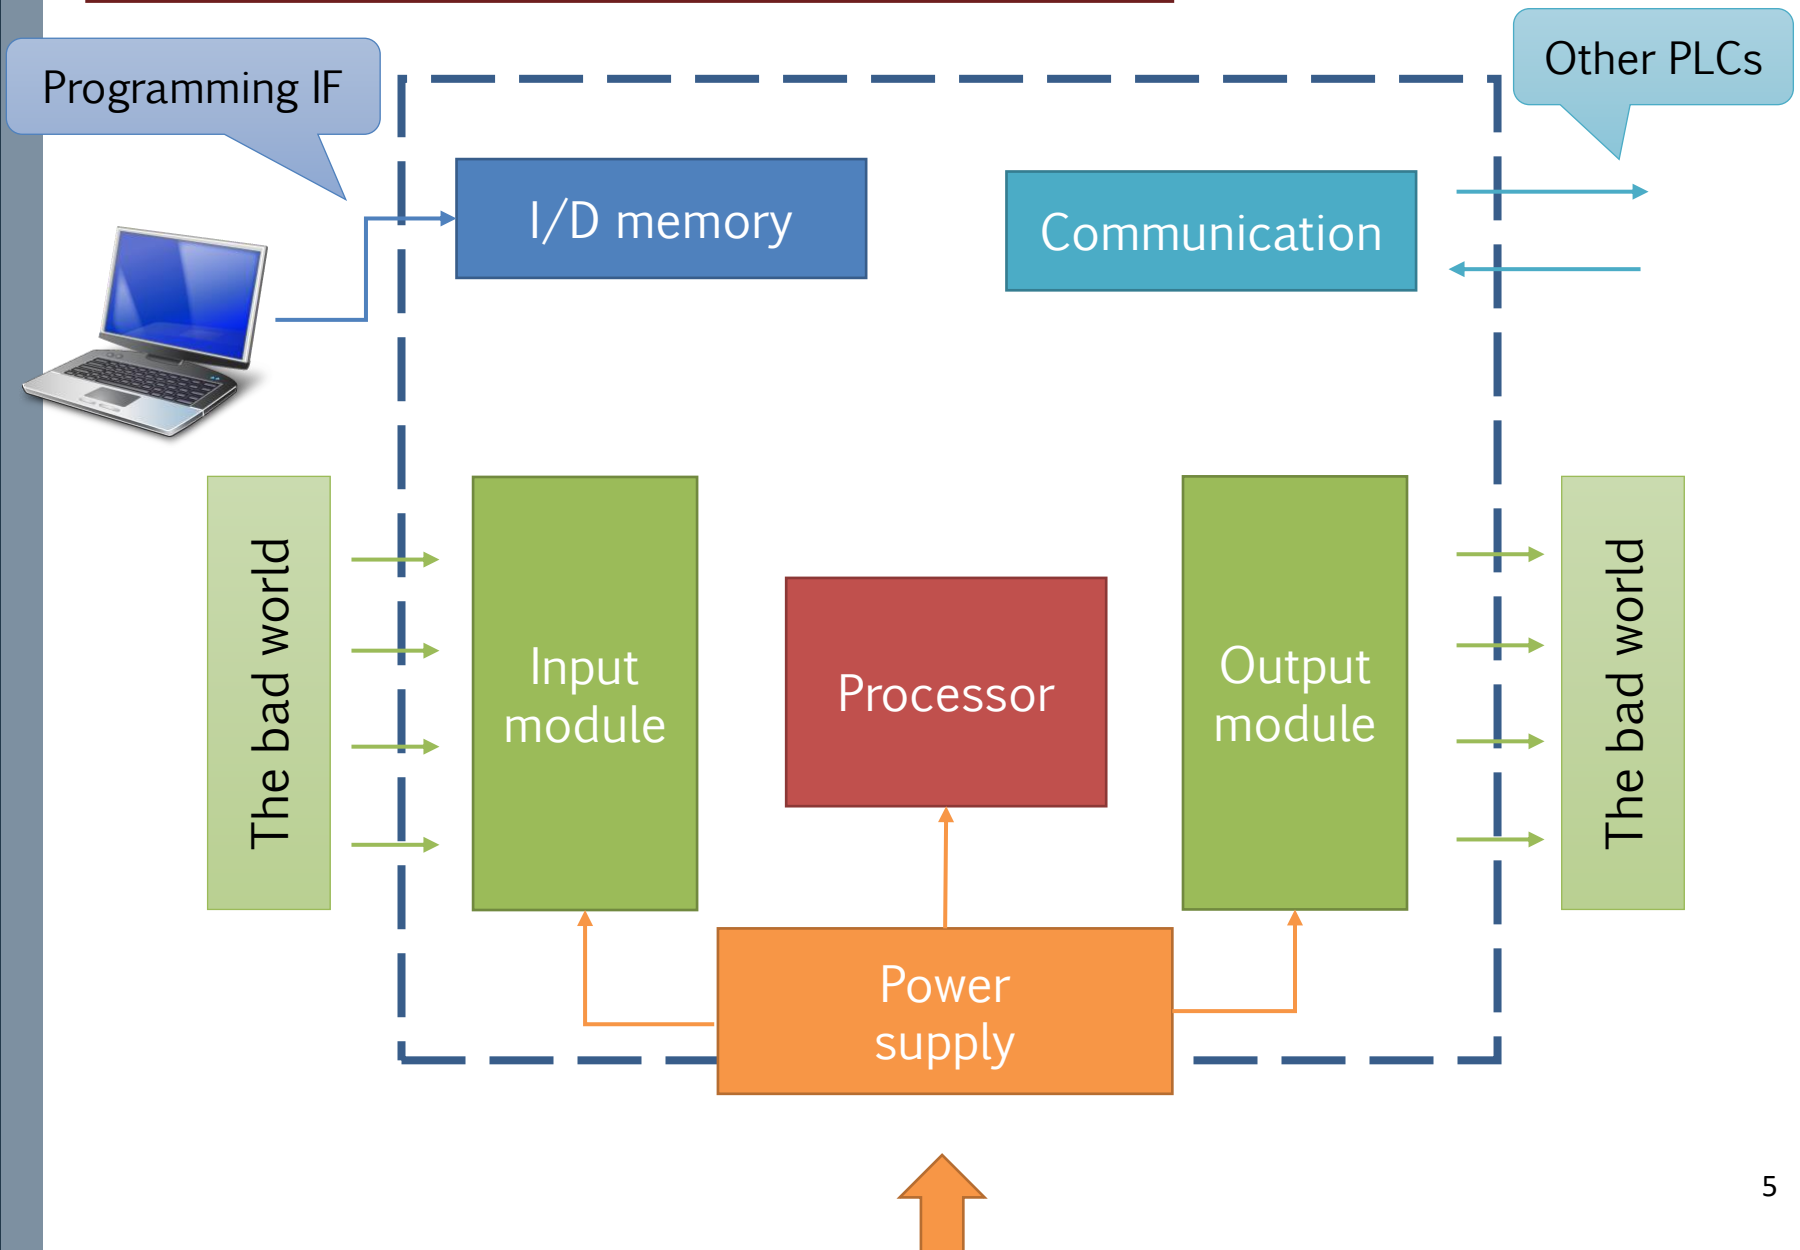 Programming IF
Other PLCs
I/D memory
Communication
The bad world
Input
module
Processor
Output
module
The bad world
Power
supply
5